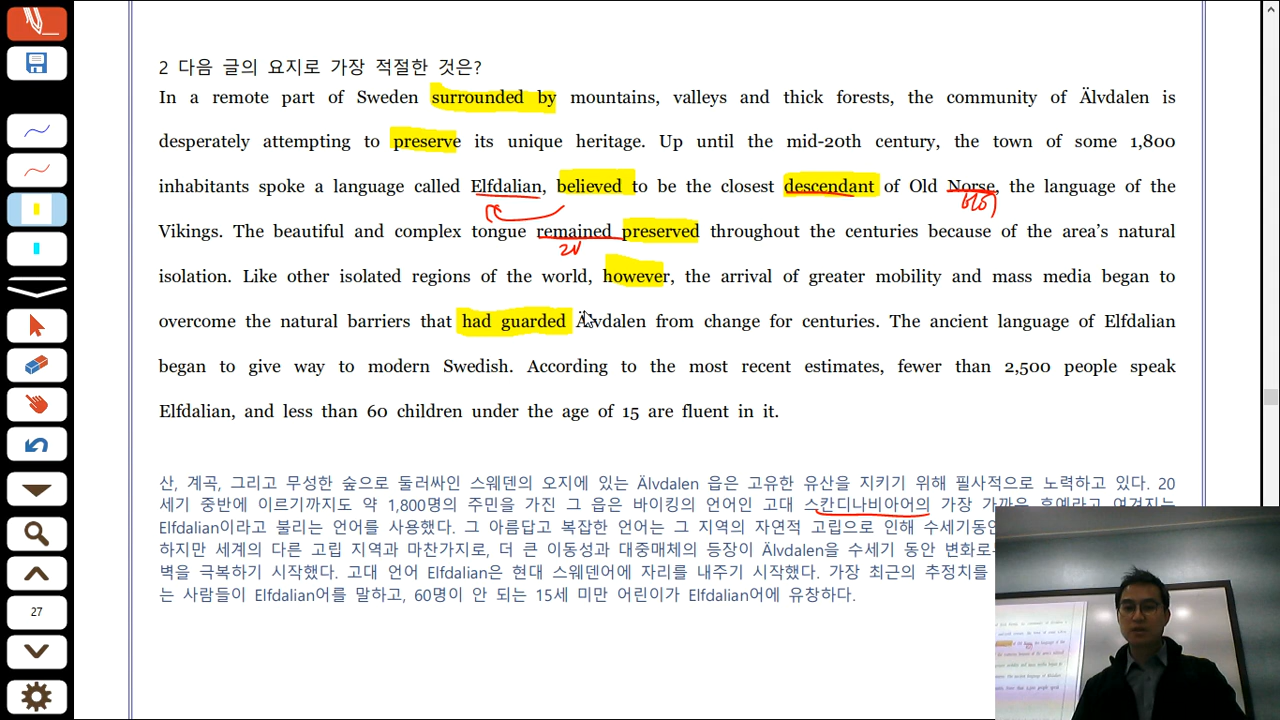 2 다음 글의 요지로 가장 적절한 것은?
In a remote part of Sweden surrounded by mountains, valleys and thick forests, the community of Älvdalen is
desperately attempting to preserve its unique heritage. Up until the mid-20th century, the town of some 1,800
inhabitants spoke a language called Elfdalian, believed to be the closest descendant of Old Norse, the language of the
Vikings. The beautiful and complex tongue remained preserved throughout the centuries because of the area's natural
2V
isolation. Like other isolated regions of the world, however, the arrival of greater mobility and mass media began to
overcome the natural barriers that had guarded Älvdalen from change for centuries. The ancient language of Elfdalian
began to give way to modern Swedish. According to the most recent estimates, fewer than 2,500 people speak
Elfdalian, and less than 60 children under the age of 15 are fluent in it.
산, 계곡, 그리고 무성한 숲으로 둘러싸인 스웨덴의 오지에 있는 Älvdalen 읍은 고유한 유산을 지키기 위해 필사적으로 노력하고 있다. 20
세기 중반에 이르기까지도 약 1,800명의 주민을 가진 그 읍은 바이킹의 언어인 고대 스칸디나비아어의 가장 가까운 후예라고 여겨지는
Elfdalian이라고 불리는 언어를 사용했다. 그 아름답고 복잡한 언어는 그 지역의 자연적 고립으로 인해 수세기동안
하지만 세계의 다른 고립 지역과 마찬가지로, 더 큰 이동성과 대중매체의 등장이 Älvdalen을 수세기 동안 변화로
벽을 극복하기 시작했다. 고대 언어 Elfdalian은 현대 스웨덴어에 자리를 내주기 시작했다. 가장 최근의 추정치를
는 사람들이 Elfdalian어를 말하고, 60명이 안 되는 15세 미만 어린이가 Elfdalian어에 유창하다.
27